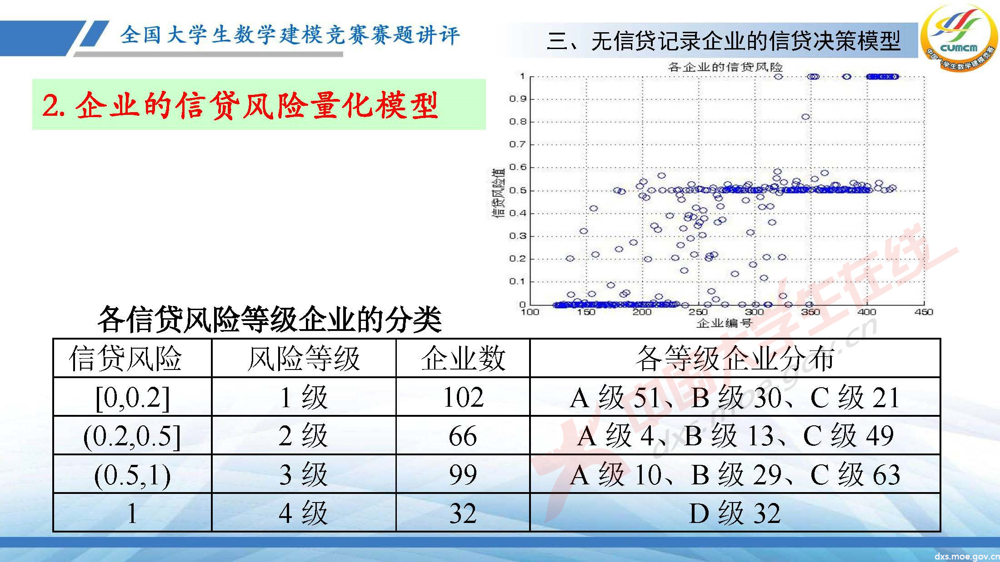 全国大学生数学建模竞赛赛题讲评
三、无信贷记录企业的信贷决策模型
CUMCM
中国大学生数学建模竞赛
2. 企业的信贷风险量化模型
各企业的信贷风险
信贷风险值
1
0.9
0.8
0.7
0.6
0.5
0.4
0.3
0.2
0.1
0
100 150 200 250 300 350 400 450
企业编号
各信贷风险等级企业的分类
信贷风险 风险等级 企业数 各等级企业分布
[0,0.2] 1 级 102 A 级 51、B 级 30、C 级 21
(0.2,0.5] 2 级 66 A 级 4、B 级 13、C 级 49
(0.5,1) 3 级 99 A 级 10、B 级 29、C 级 63
1 4 级 32 D 级 32
中国大学生在线
dxs.moe.gov.cn
dxs.moe.gov.cn